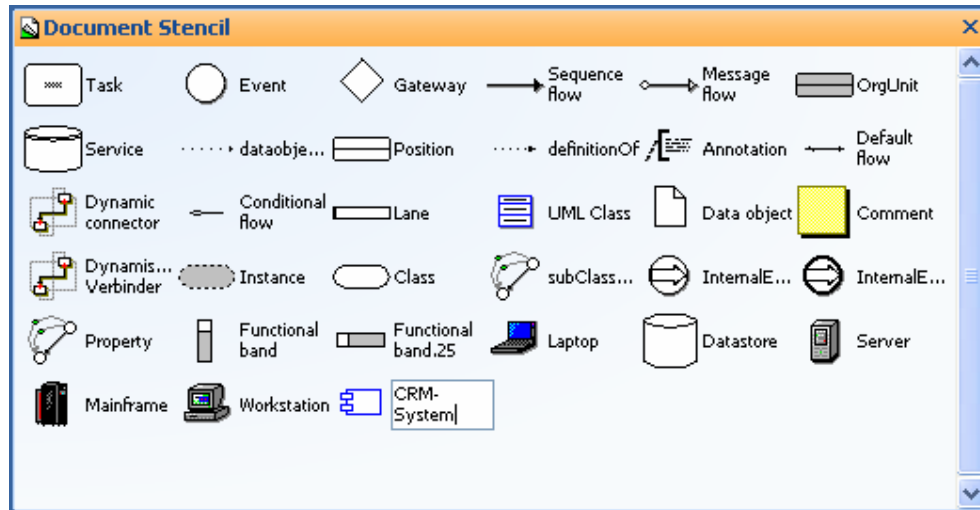 Document Stencil
Task
Event
Gateway
Sequence
flow
Message
flow
OrgUnit
Service
dataobje...
Position
definitionOf
Annotation
Default
flow
Dynamic
connector
Conditional
flow
Lane
UML Class
Data object
Comment
Dynamis...
Verbinder
Instance
Class
subClass...
InternalE...
InternalE...
Property
Functional
band
Functional
band.25
Laptop
Datastore
Server
Mainframe
Workstation
CRM-
System